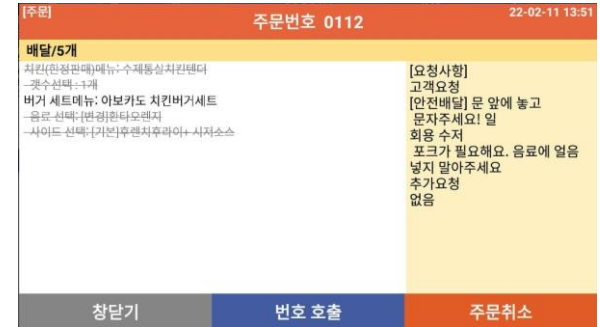 [주문]
주문번호 0112
22-02-11 13:51
배달/5개
치킨(한정판매)메뉴: 수제통살치킨텐더
- 갯수선택 : 1개
버거 세트메뉴: 아보카도 치킨버거세트
- 음료 선택: [변경]환타오렌지
- 사이드 선택: [기본]후렌치후라이+ 시저소스
[요청사항]
고객요청
[안전배달] 문 앞에 놓고
문자주세요! 일
회용 수저
포크가 필요해요. 음료에 얼음
넣지 말아주세요
추가요청
없음
창닫기
번호 호출
주문취소